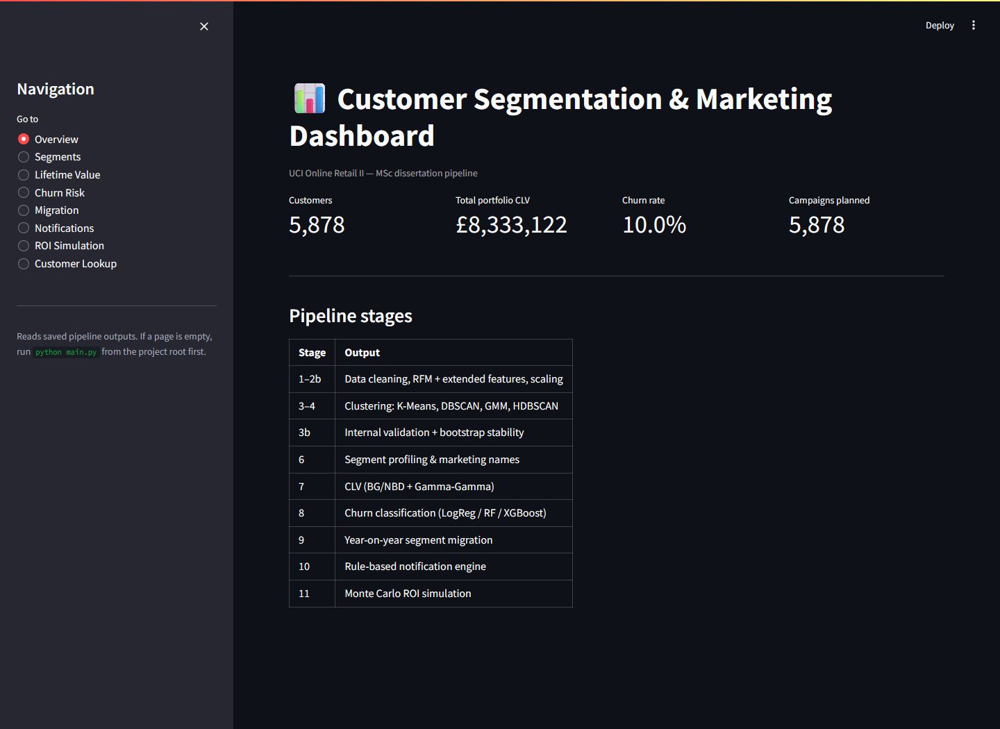 Deploy
Navigation
Go to
Overview
Segments
Lifetime Value
Churn Risk
Migration
Notifications
ROI Simulation
Customer Lookup
Reads saved pipeline outputs. If a page is empty,
run python main.py from the project root first.
Customer Segmentation & Marketing
Dashboard
UCI Online Retail II — MSc dissertation pipeline
Customers Total portfolio CLV Churn rate Campaigns planned
5,878 £8,333,122 10.0% 5,878
Pipeline stages
Stage Output
1–2b Data cleaning, RFM + extended features, scaling
3–4 Clustering: K-Means, DBSCAN, GMM, HDBSCAN
3b Internal validation + bootstrap stability
6 Segment profiling & marketing names
7 CLV (BG/NBD + Gamma-Gamma)
8 Churn classification (LogReg / RF / XGBoost)
9 Year-on-year segment migration
10 Rule-based notification engine
11 Monte Carlo ROI simulation